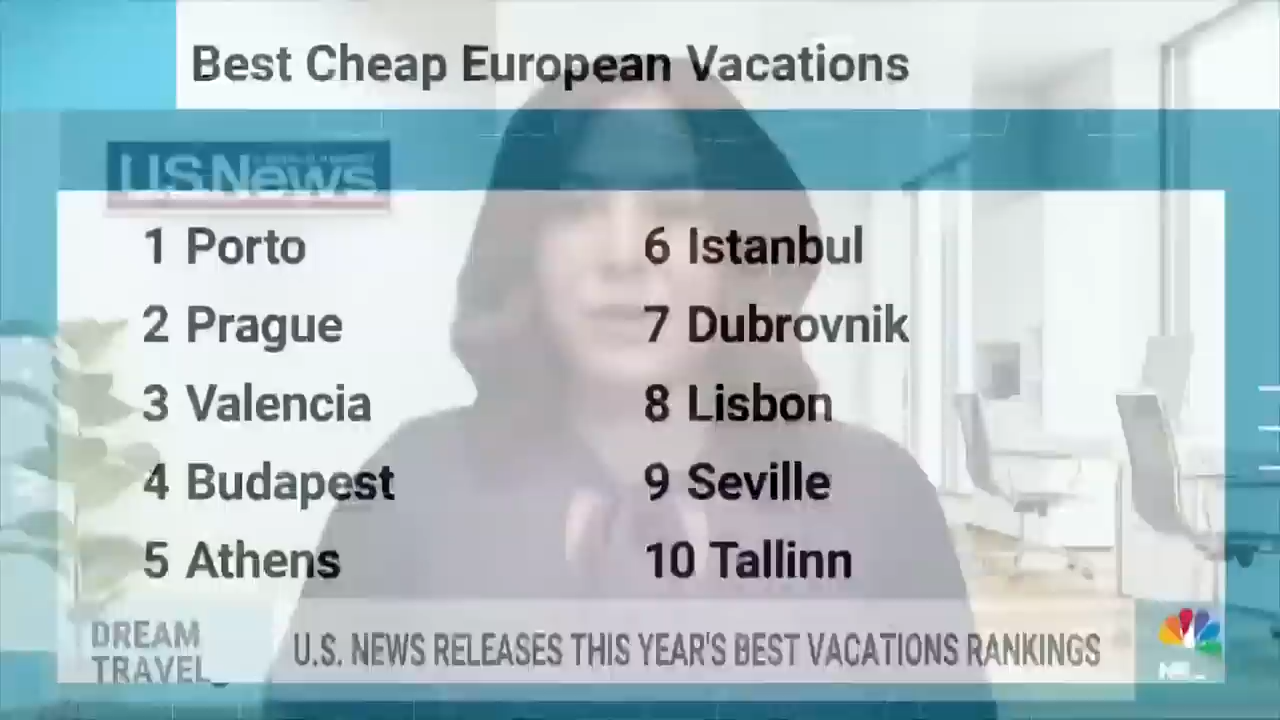 Best Cheap European Vacations
U.S.News
1 Porto
2 Prague
3 Valencia
4 Budapest
5 Athens
6 Istanbul
7 Dubrovnik
8 Lisbon
9 Seville
10 Tallinn
DREAM
TRAVEL
U.S. NEWS RELEASES THIS YEAR'S BEST VACATIONS RANKINGS